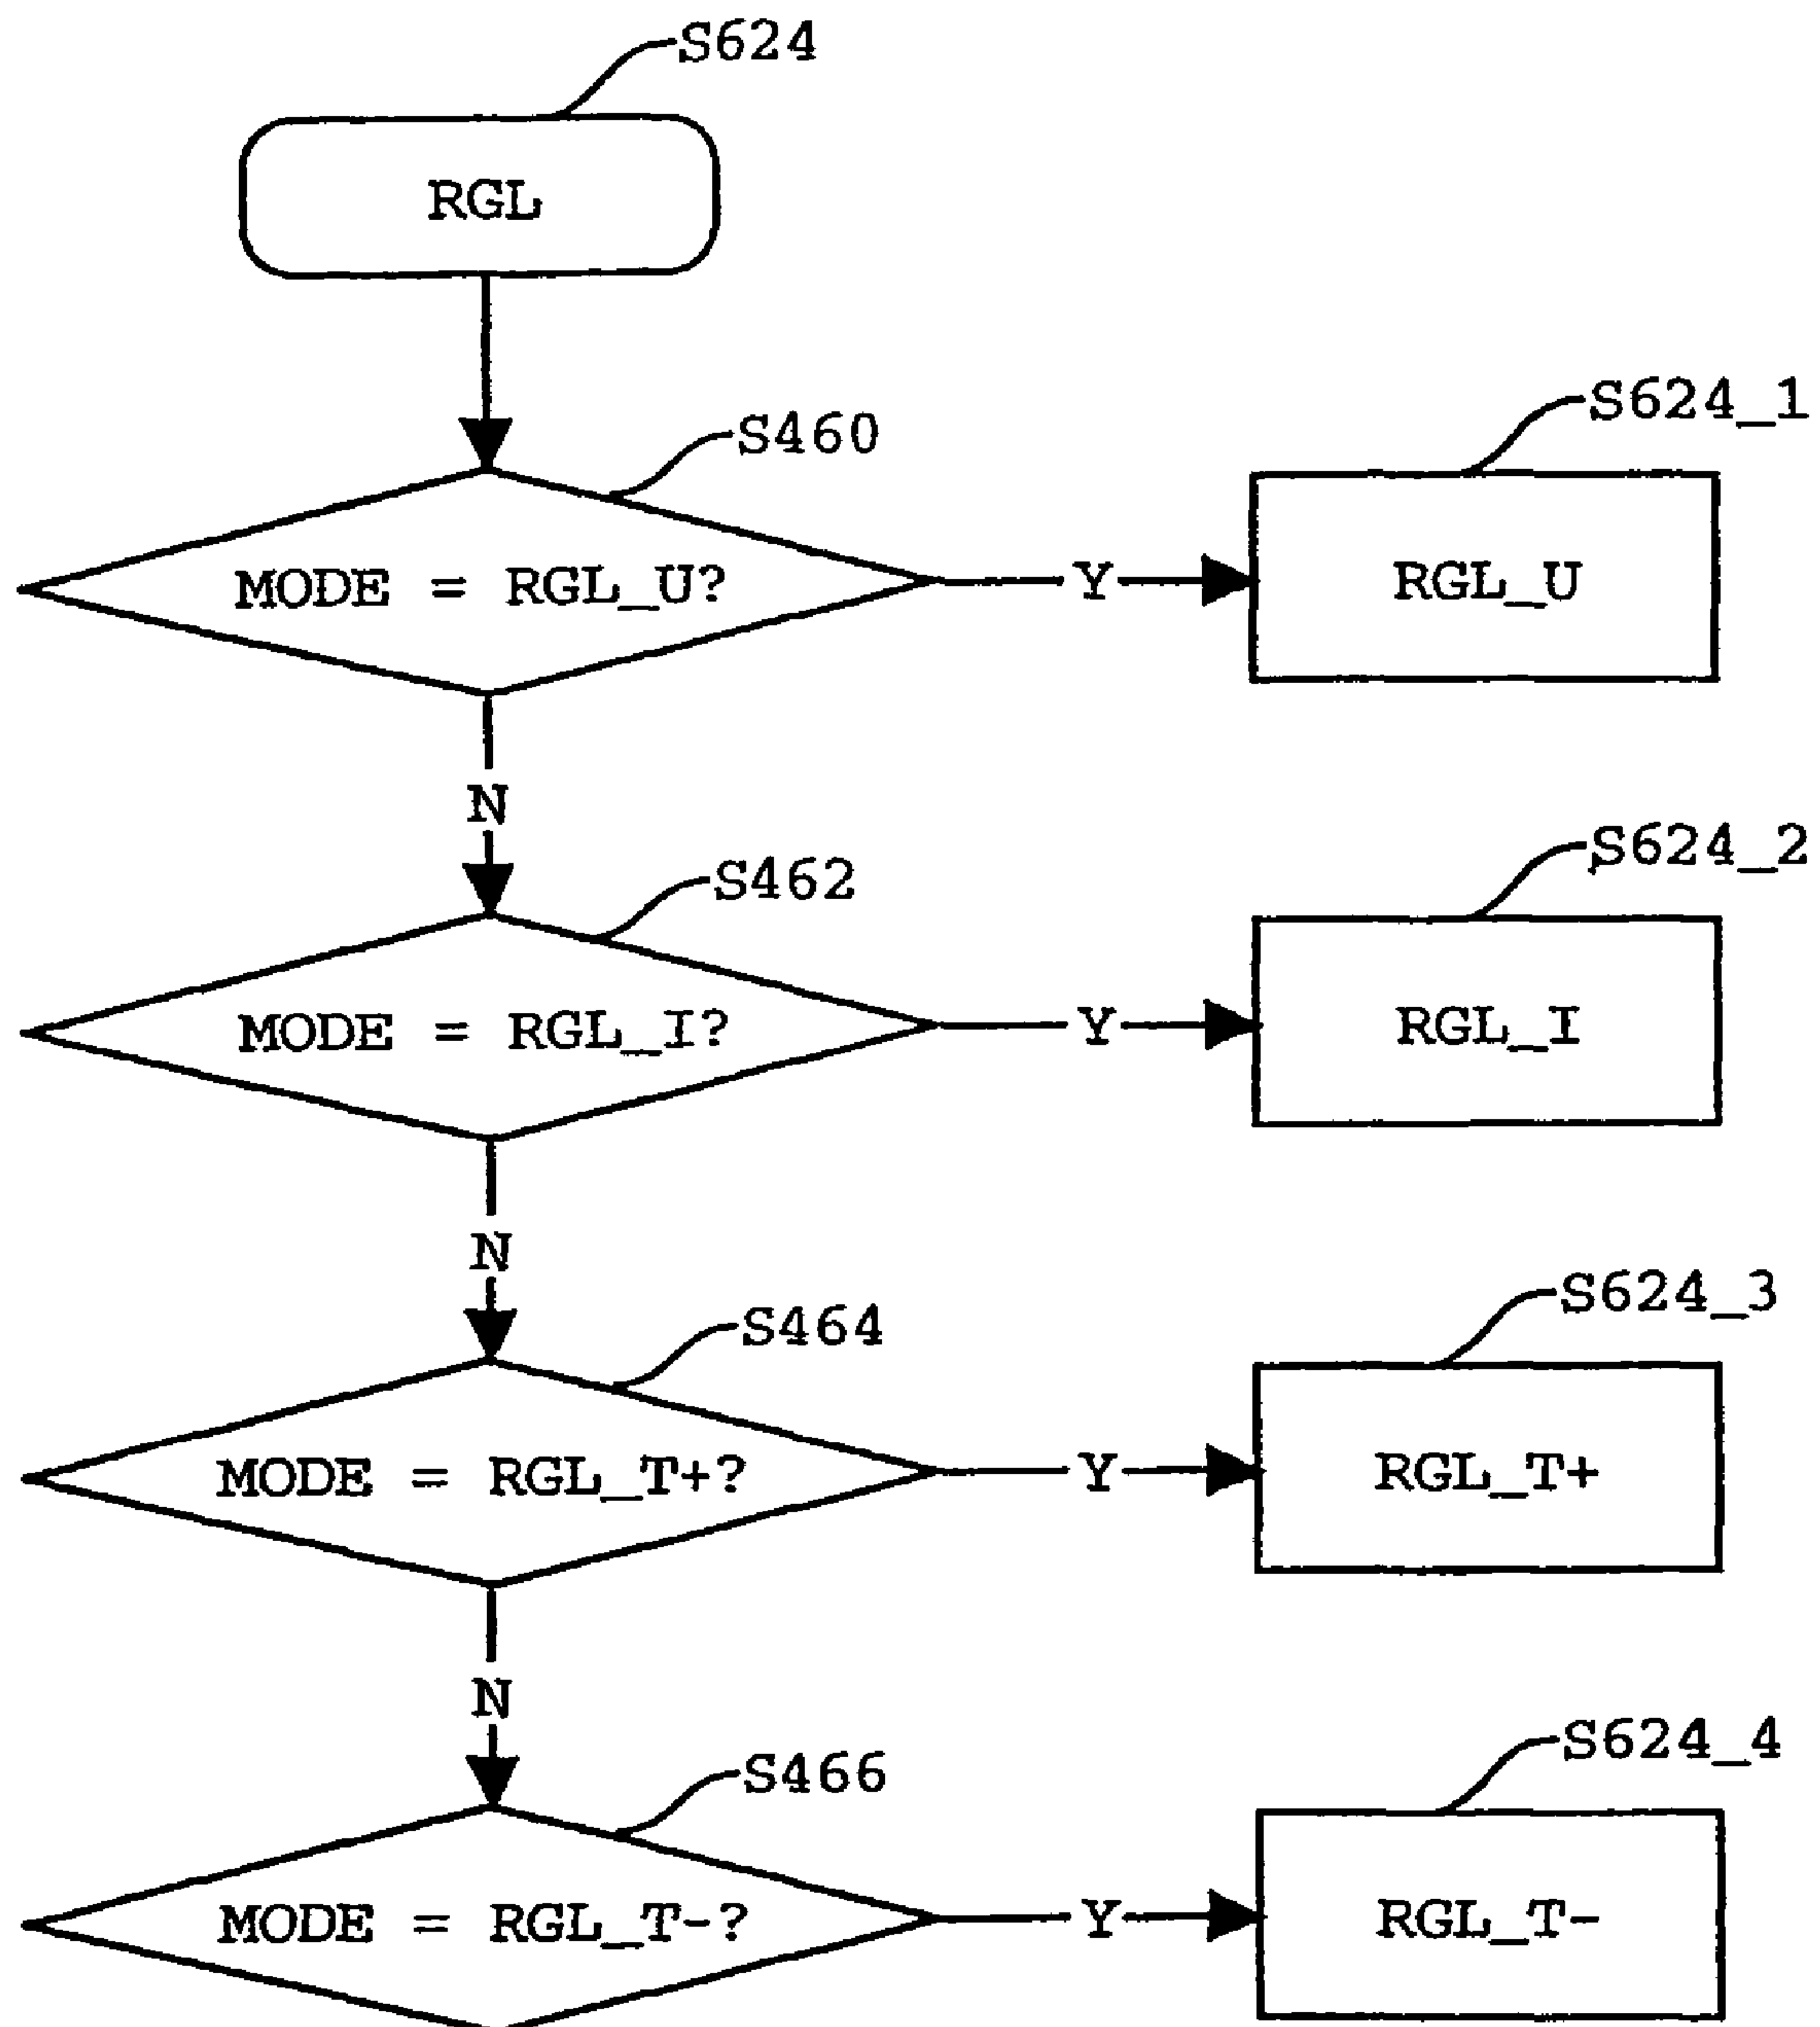 S624
RGL
S624_1
S460
MODE = RGL_U?
Y
RGL_U
N
S624_2
S462
MODE = RGL_I?
Y
RGL_I
N
S624_3
S464
MODE = RGL_T+?
Y
RGL_T+
N
S624_4
S466
MODE = RGL_T-?
Y
RGL_T-